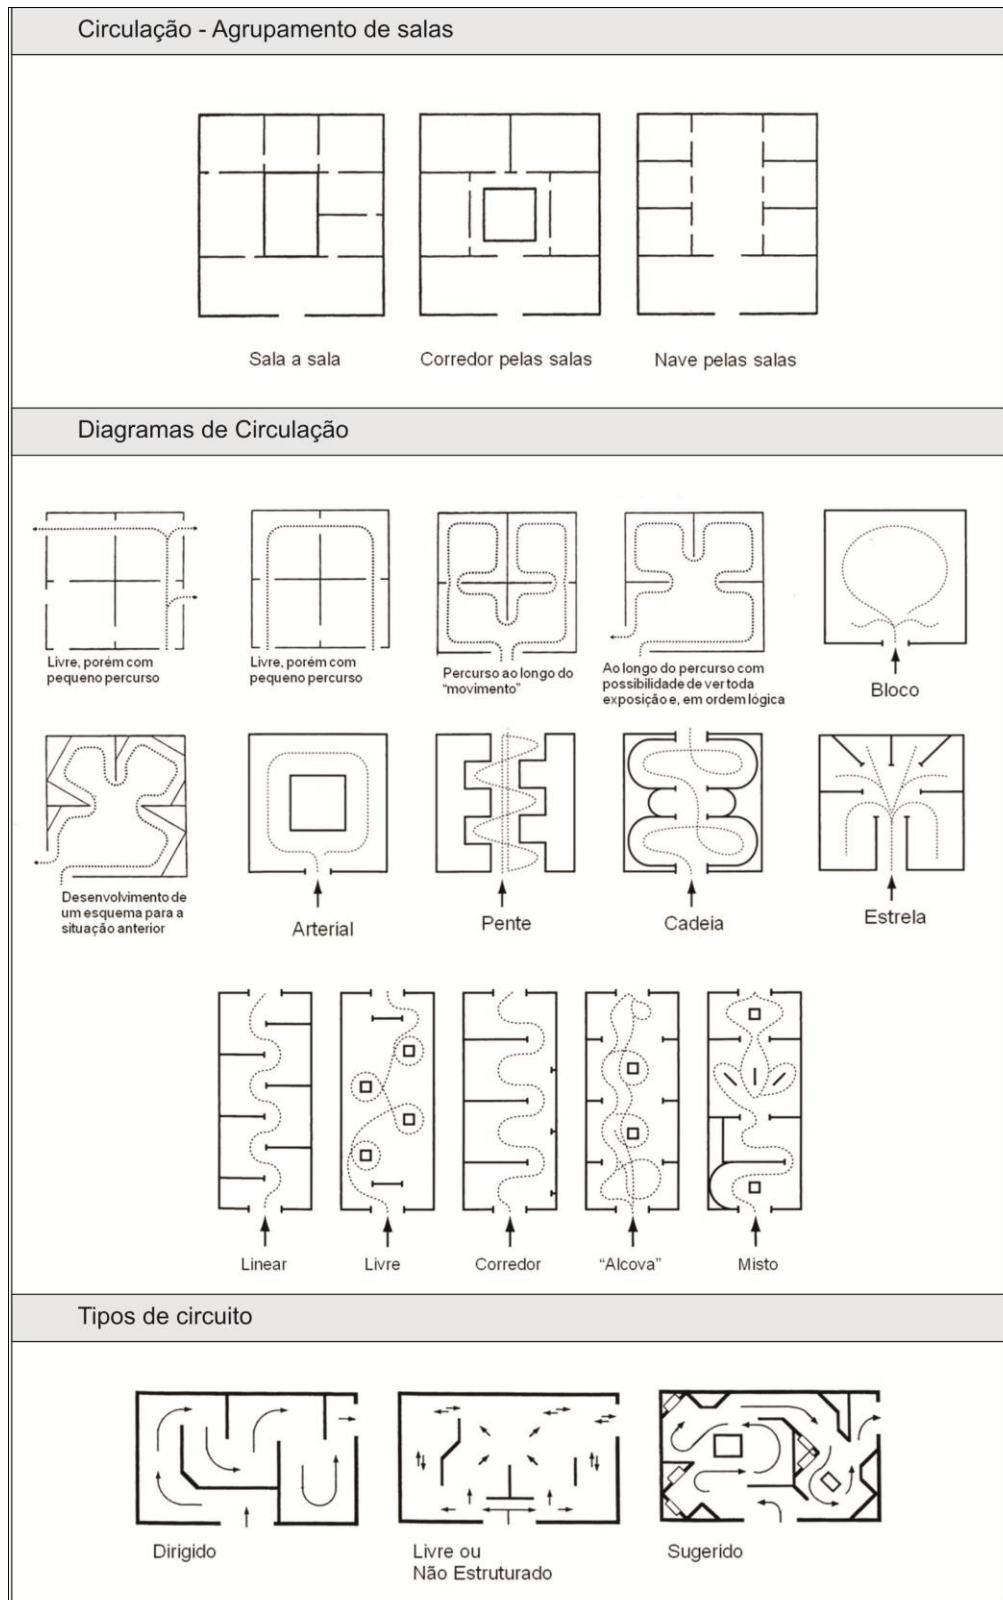 Circulação - Agrupamento de salas
Sala a sala
Corredor pelas salas
Nave pelas salas
Diagramas de Circulação
Livre, porém com
pequeno percurso
Livre, porém com
pequeno percurso
Percurso ao longo do
“movimento”
Ao longo do percurso com
possibilidade de ver toda
exposição e, em ordem lógica
Bloco
Desenvolvimento de
um esquema para a
situação anterior
Arterial
Pente
Cadeia
Estrela
Linear
Livre
Corredor
“Alcova”
Misto
Tipos de circuito
Dirigido
Livre ou
Não Estruturado
Sugerido